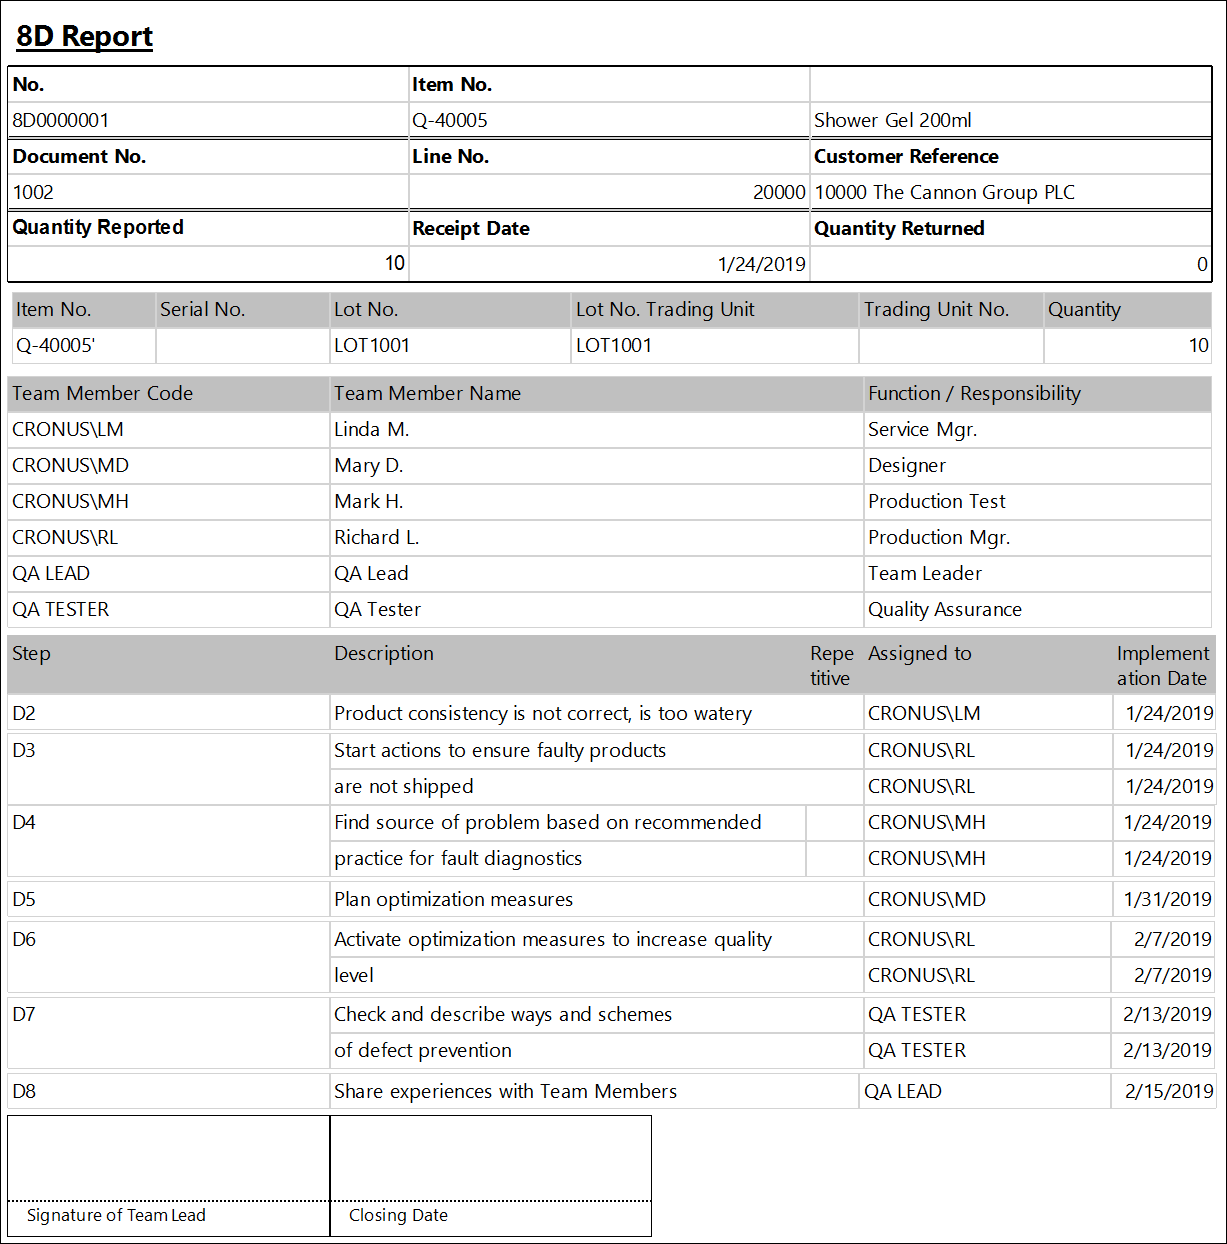 8D Report
No. Item No.
8D0000001 Q-40005 Shower Gel 200ml
Document No. Line No. Customer Reference
1002 20000 10000 The Cannon Group PLC
Quantity Reported Receipt Date Quantity Returned
10 1/24/2019 0
Item No. Serial No. Lot No. Lot No. Trading Unit Trading Unit No. Quantity
Q-40005' LOT1001 LOT1001 10
Team Member Code Team Member Name Function / Responsibility
CRONUS\LM Linda M. Service Mgr.
CRONUS\MD Mary D. Designer
CRONUS\MH Mark H. Production Test
CRONUS\RL Richard L. Production Mgr.
QA LEAD QA Lead Team Leader
QA TESTER QA Tester Quality Assurance
Step Description Repe Assigned to Implement
titive ation Date
D2 Product consistency is not correct, is too watery CRONUS\LM 1/24/2019
D3 Start actions to ensure faulty products CRONUS\RL 1/24/2019
are not shipped CRONUS\RL 1/24/2019
D4 Find source of problem based on recommended CRONUS\MH 1/24/2019
practice for fault diagnostics CRONUS\MH 1/24/2019
D5 Plan optimization measures CRONUS\MD 1/31/2019
D6 Activate optimization measures to increase quality CRONUS\RL 2/7/2019
level CRONUS\RL 2/7/2019
D7 Check and describe ways and schemes QA TESTER 2/13/2019
of defect prevention QA TESTER 2/13/2019
D8 Share experiences with Team Members QA LEAD 2/15/2019
Signature of Team Lead Closing Date